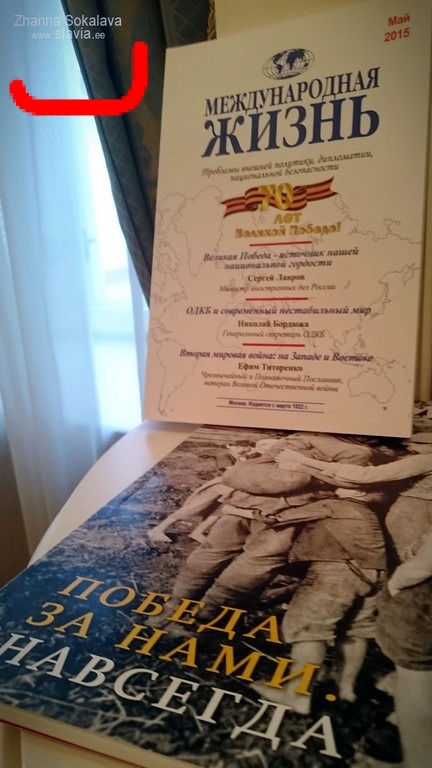 Zhanna Sokalava
www.slavia.ee
Май
2015
МЕЖДУНАРОДНАЯ
ЖИЗНЬ
Проблемы внешней политики, дипломатии,
национальной безопасности
70
ЛЕТ
Великой Победе!
Великая Победа - источник нашей
национальной гордости
Сергей Лавров
Министр иностранных дел России
ОДКБ и современный нестабильный мир
Николай Бордюжа
Генеральный секретарь ОДКБ
Вторая мировая война: на Западе и Востоке
Ефим Титоренко
Чрезвычайный и Полномочный Посланник,
ветеран Великой Отечественной войны
Москва. Издается с марта 1922 г.
ПОБЕДА
ЗА НАМИ.
НАВСЕГДА